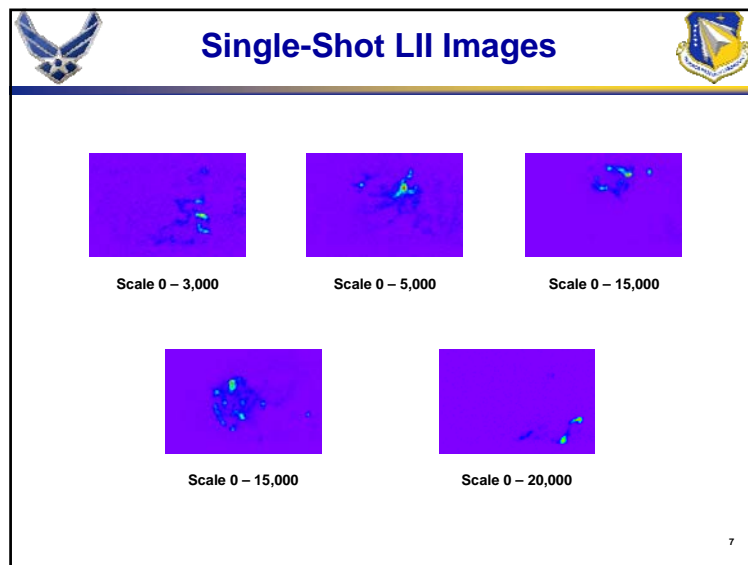 Single-Shot LII Images
Scale 0 – 3,000
Scale 0 – 5,000
Scale 0 – 15,000
Scale 0 – 15,000
Scale 0 – 20,000
7